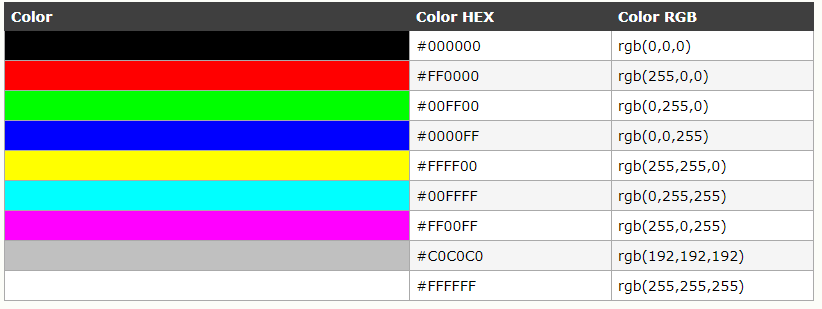 Color Color HEX Color RGB
#000000 rgb(0,0,0)
#FF0000 rgb(255,0,0)
#00FF00 rgb(0,255,0)
#0000FF rgb(0,0,255)
#FFFF00 rgb(255,255,0)
#00FFFF rgb(0,255,255)
#FF00FF rgb(255,0,255)
#C0C0C0 rgb(192,192,192)
#FFFFFF rgb(255,255,255)